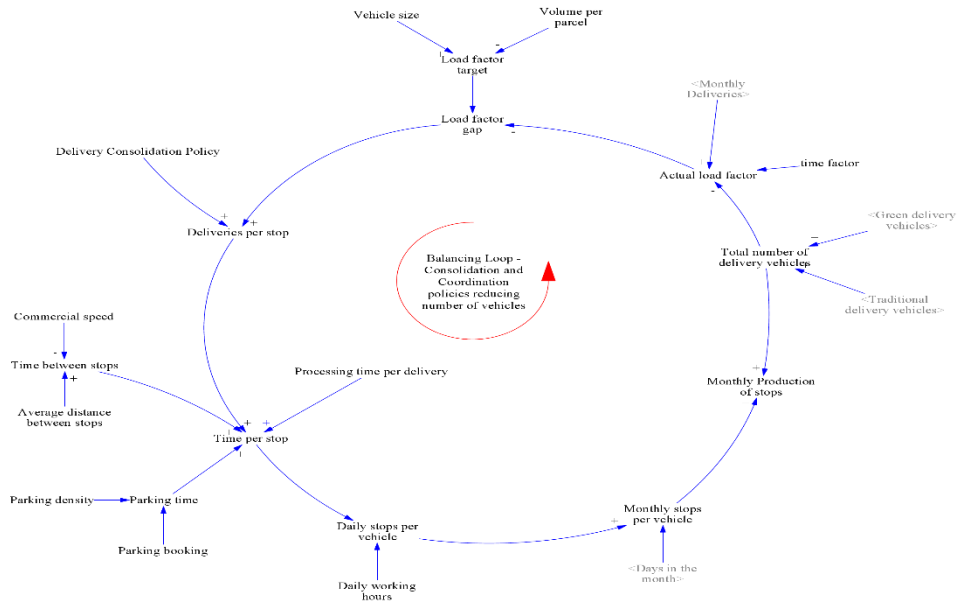 Vehicle size
Volume per
parcel
-
+
Load factor
target
<Monthly
Deliveries>
Load factor
gap
-
Delivery Consolidation Policy
+
time factor
Actual load factor
-
<Green delivery
vehicles>
+
+
Deliveries per stop
Total number of
delivery vehicles
Balancing Loop -
Consolidation and
Coordination
policies reducing
number of vehicles
<Traditional
delivery vehicles>
Commercial speed
-
Time between stops
+
Processing time per delivery
+
Monthly Production
of stops
Average distance
between stops
+
+
Time per stop
Parking density
Parking time
Monthly stops
per vehicle
+
Daily stops per
vehicle
Parking booking
<Days in the
month>
Daily working
hours